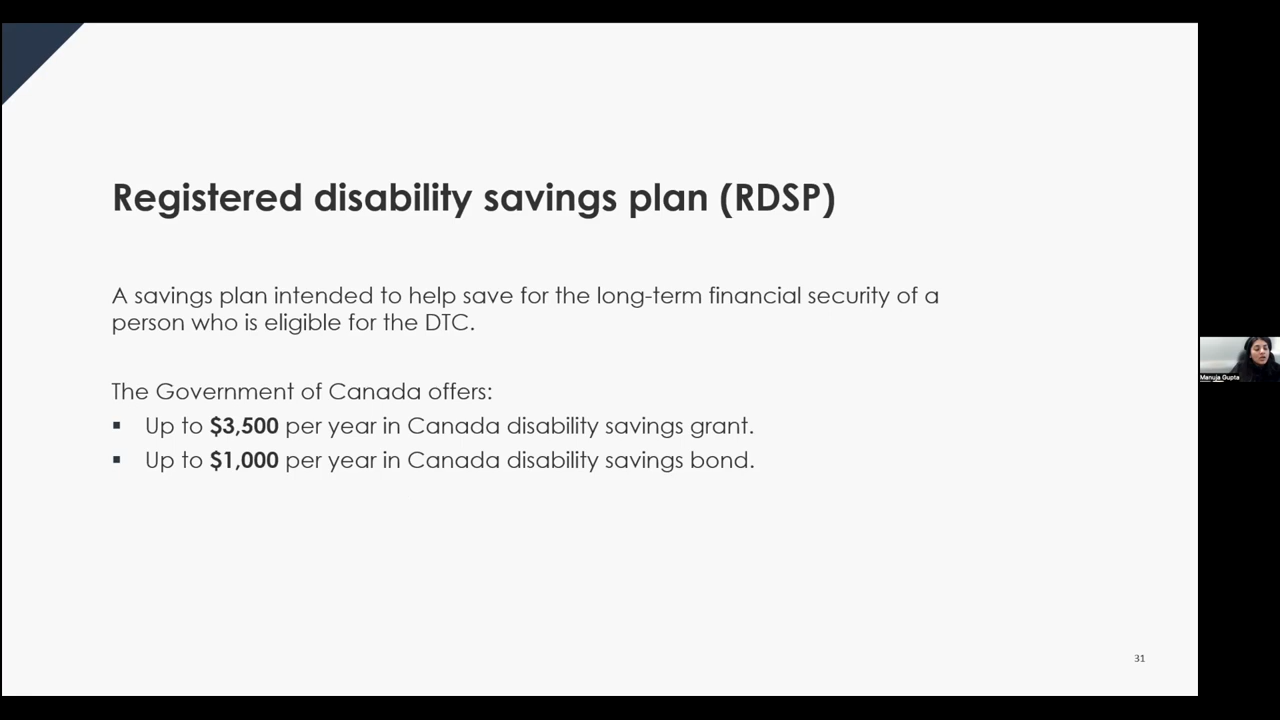 Registered disability savings plan (RDSP)
A savings plan intended to help save for the long-term financial security of a
person who is eligible for the DTC.
The Government of Canada offers:
▪ Up to $3,500 per year in Canada disability savings grant.
▪ Up to $1,000 per year in Canada disability savings bond.
Manuja Gupta
31